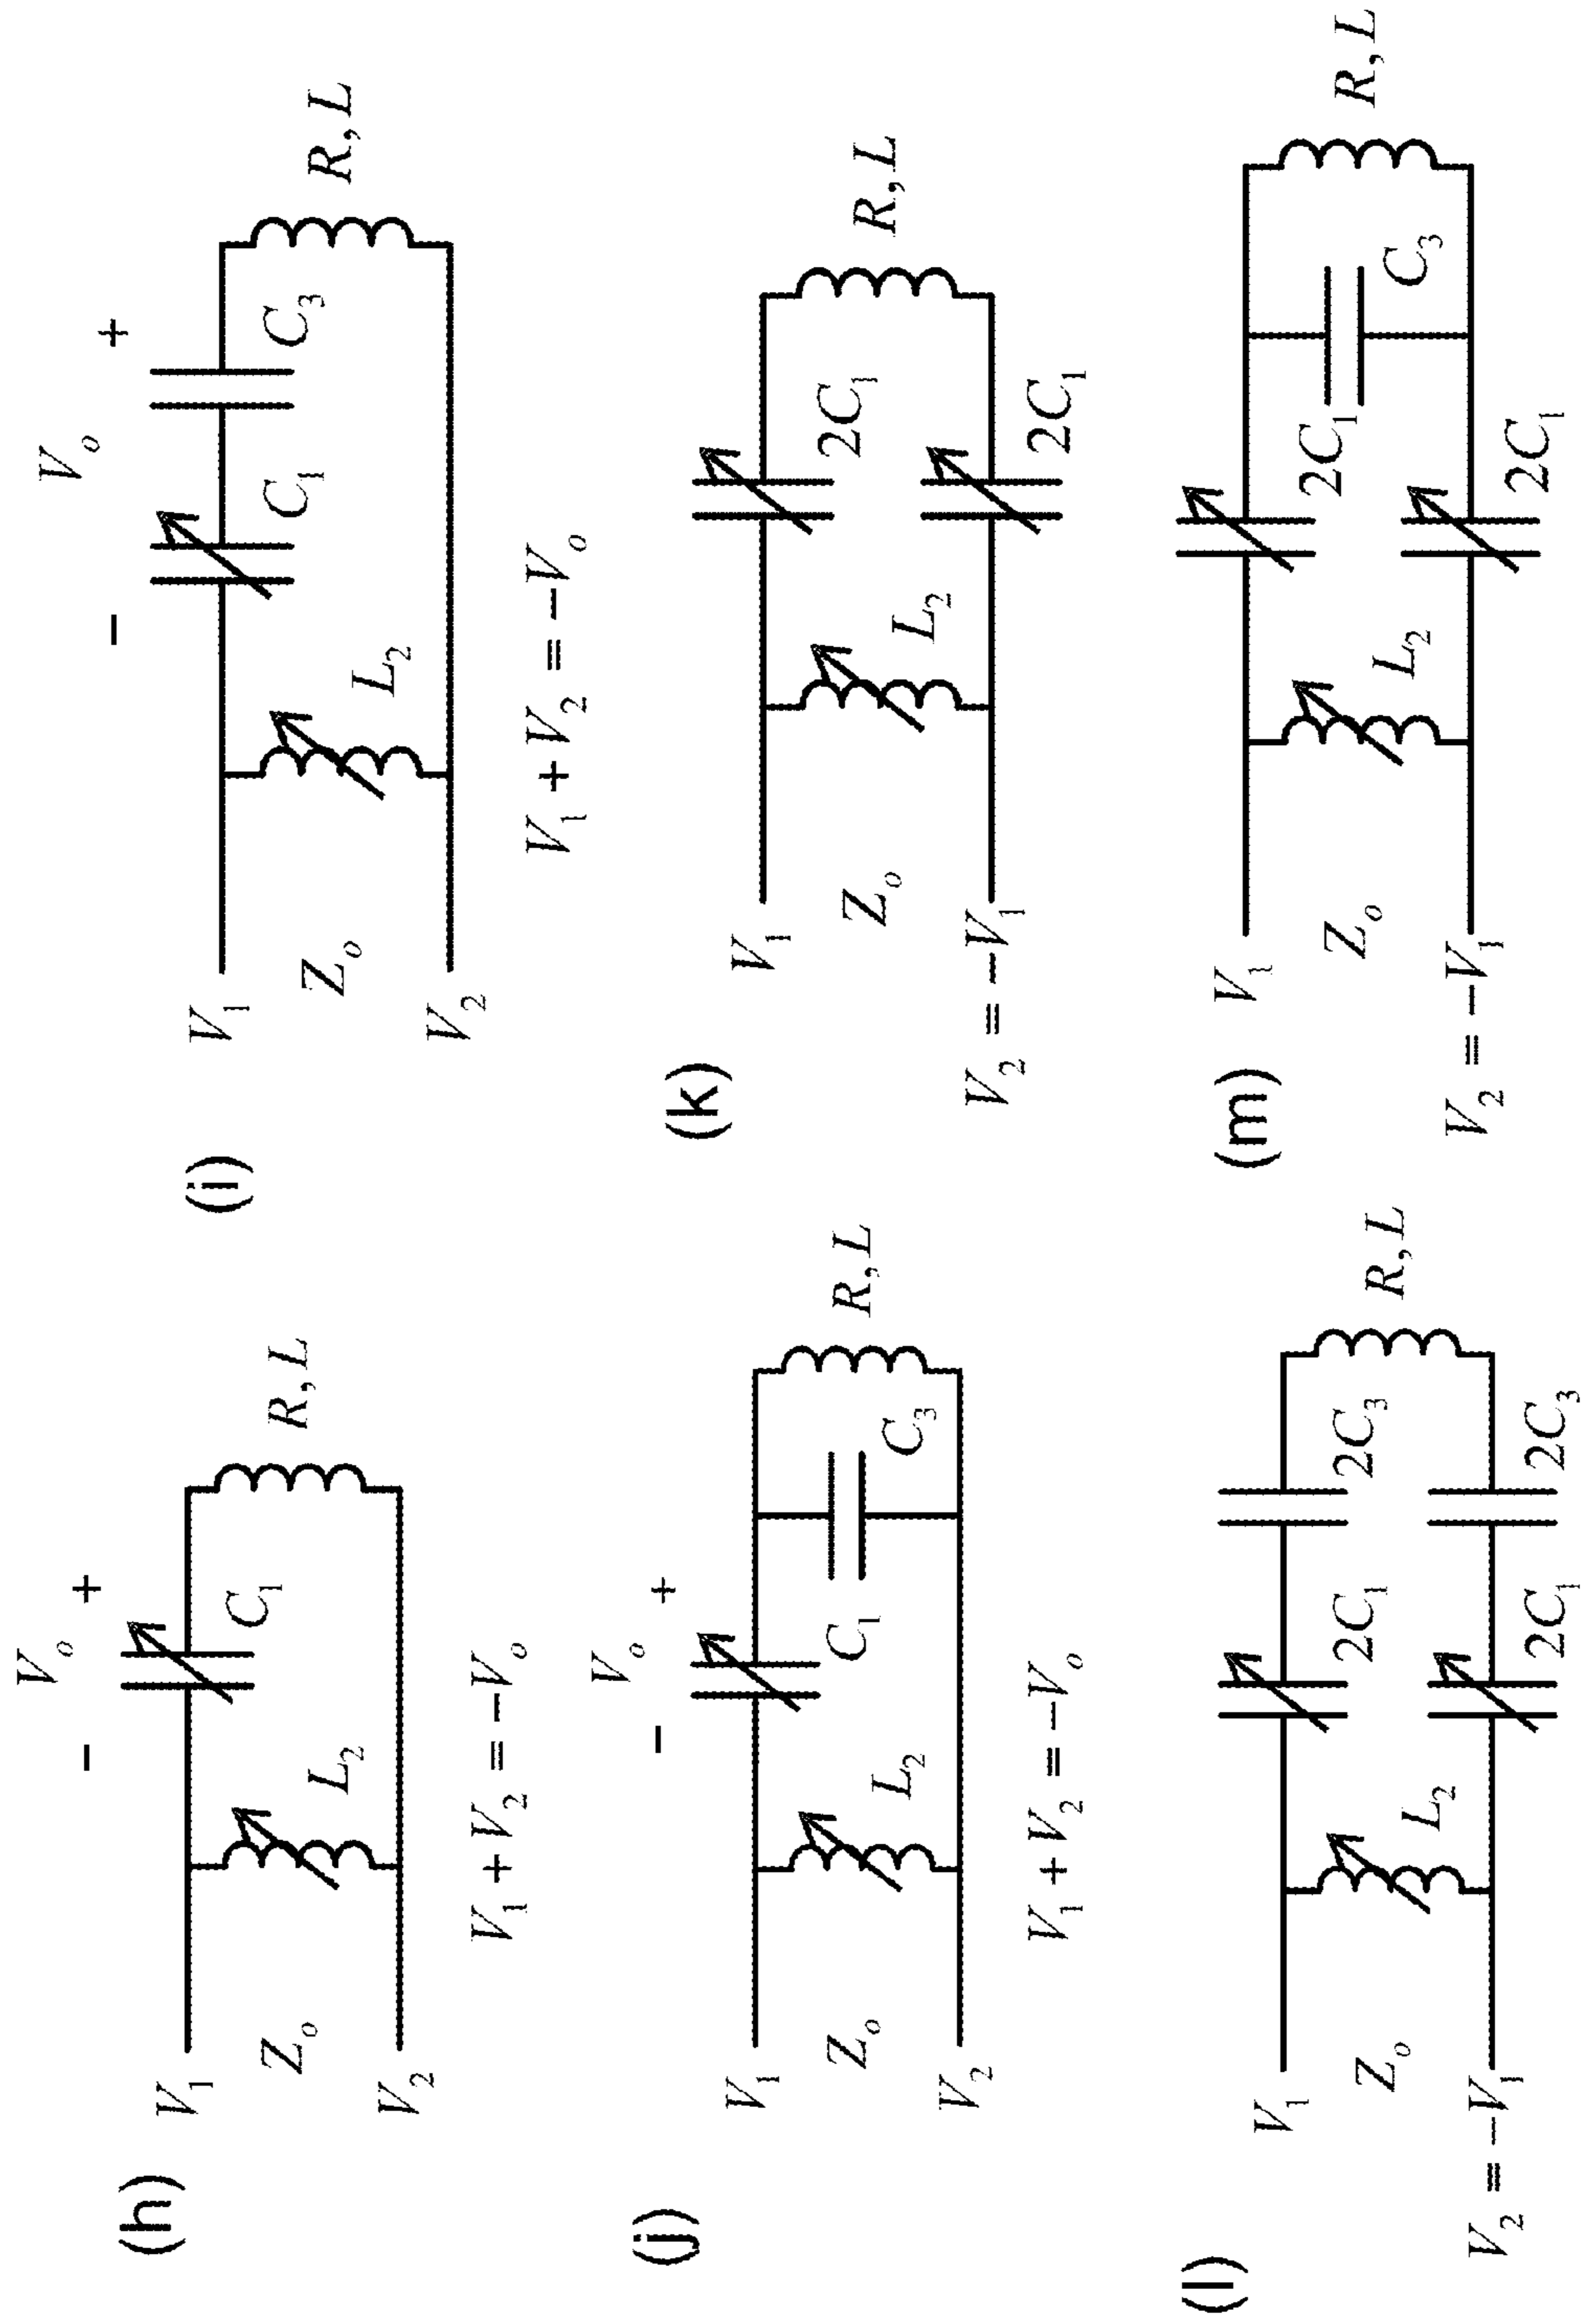 (h)
− V_o +
V_1
C_1
L_2
R, L
Z_o
V_2
V_1 + V_2 = −V_o
(i)
− V_o +
V_1
C_1
C_3
L_2
R, L
Z_o
V_2
V_1 + V_2 = −V_o
(j)
− V_o +
V_1
C_1
C_3
L_2
R, L
Z_o
V_2
V_1 + V_2 = −V_o
(k)
V_1
2C_1
L_2
R, L
Z_o
2C_1
V_2 = −V_1
(l)
V_1
2C_1
2C_3
L_2
R, L
Z_o
2C_1
2C_3
V_2 = −V_1
(m)
V_1
2C_1
C_3
L_2
R, L
Z_o
2C_1
V_2 = −V_1